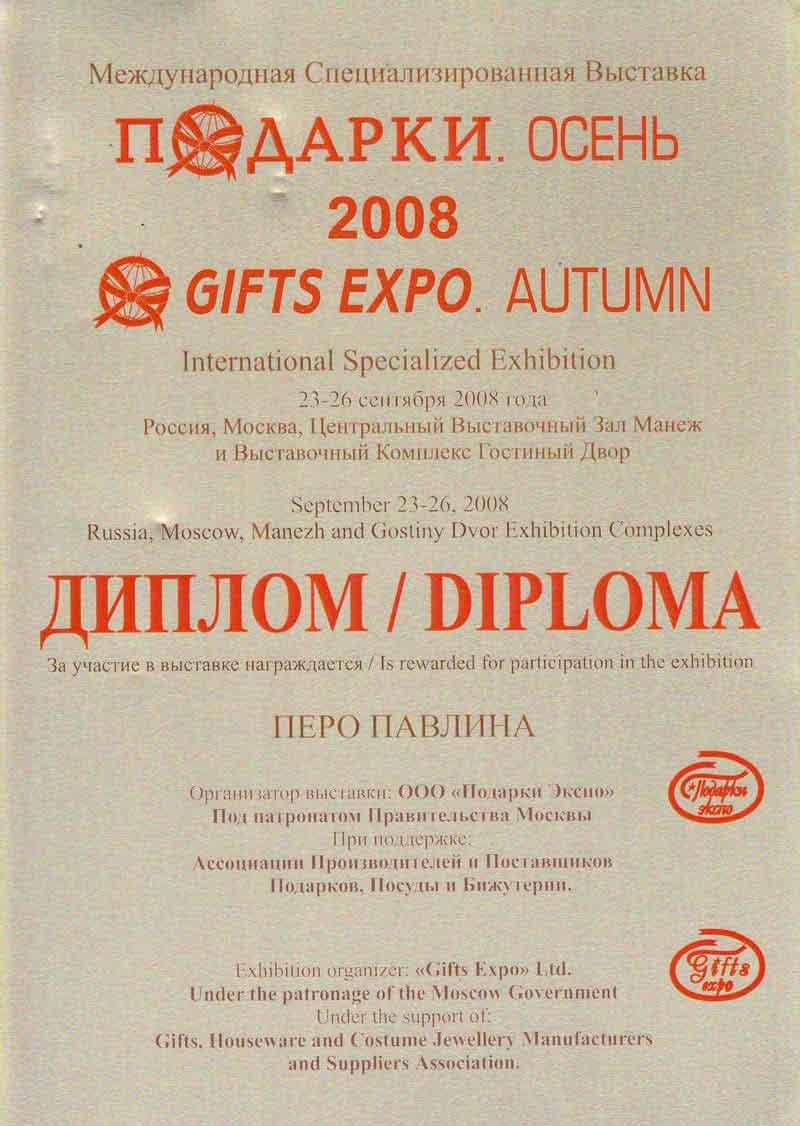 Международная Специализированная Выставка
ПОДАРКИ. ОСЕНЬ
2008
GIFTS EXPO. AUTUMN
International Specialized Exhibition
23-26 сентября 2008 года
Россия, Москва, Центральный Выставочный Зал Манеж
и Выставочный Комплекс Гостиный Двор
September 23-26, 2008
Russia, Moscow, Manezh and Gostiny Dvor Exhibition Complexes
ДИПЛОМ / DIPLOMA
За участие в выставке награждается / Is rewarded for participation in the exhibition
ПЕРО ПАВЛИНА
Организатор выставки: ООО «Подарки Экспо»
Под патронатом Правительства Москвы
При поддержке:
Ассоциации Производителей и Поставщиков
Подарков, Посуды и Бижутерии.
Подарки
экспо
Exhibition organizer: «Gifts Expo» Ltd.
Under the patronage of the Moscow Government
Under the support of:
Gifts, Houseware and Costume Jewellery Manufacturers
and Suppliers Association.
Gifts
expo